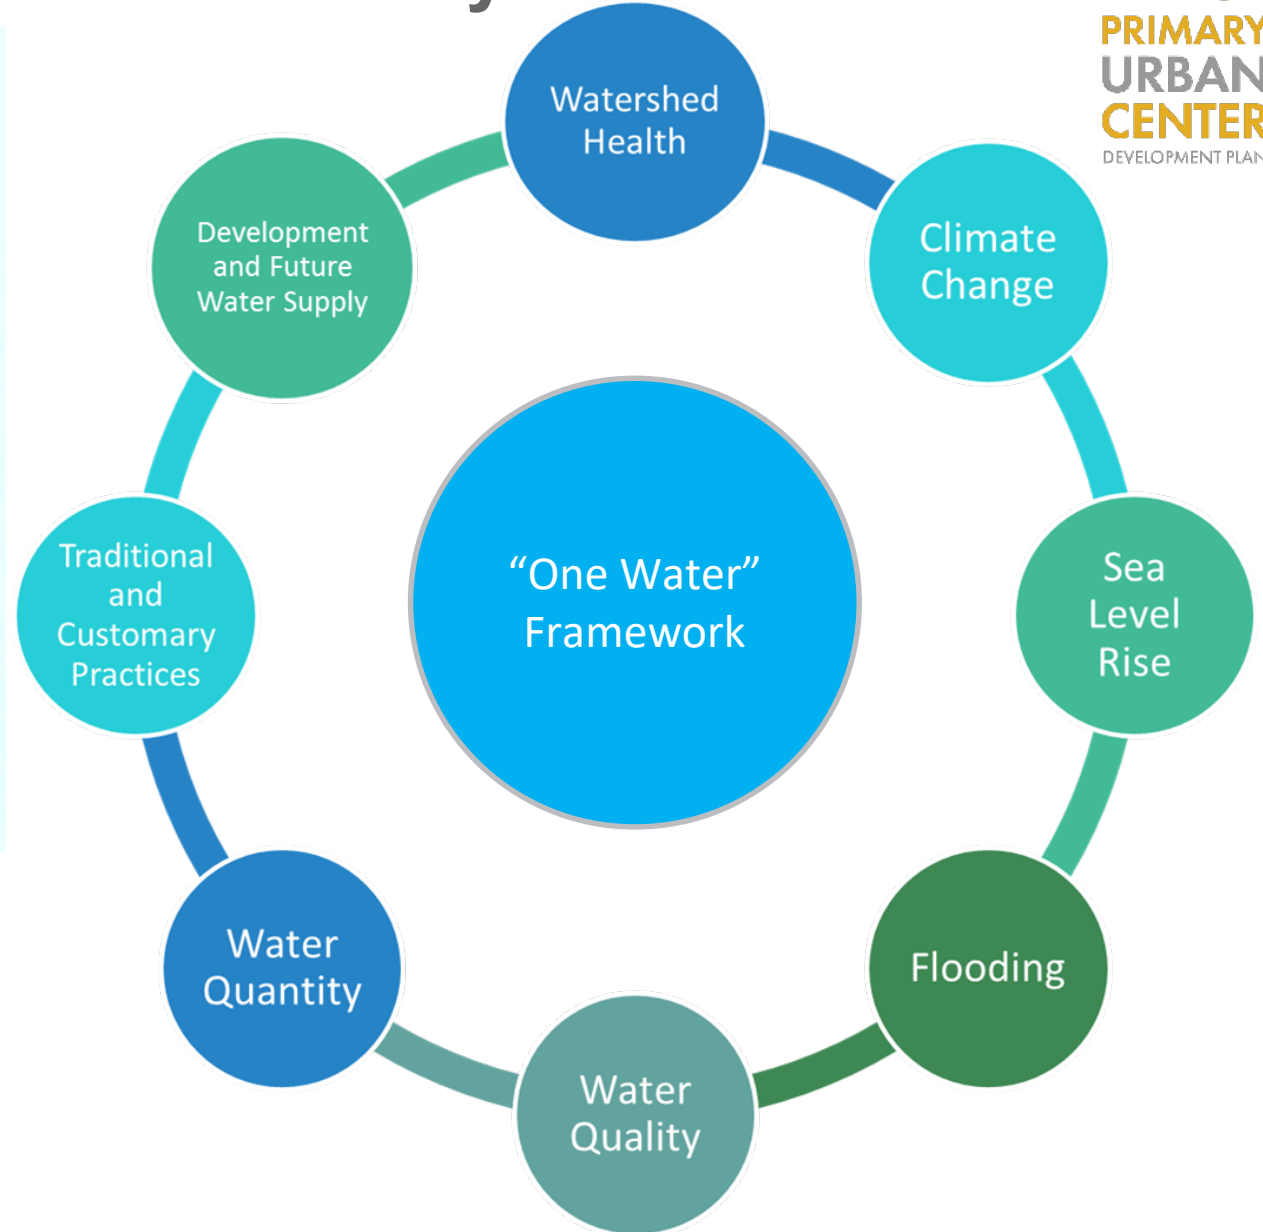 PRIMARY
URBAN
CENTER
DEVELOPMENT PLAN
Watershed
Health
Climate
Change
Sea
Level
Rise
Flooding
Water
Quality
Water
Quantity
Traditional
and
Customary
Practices
Development
and Future
Water Supply
“One Water”
Framework